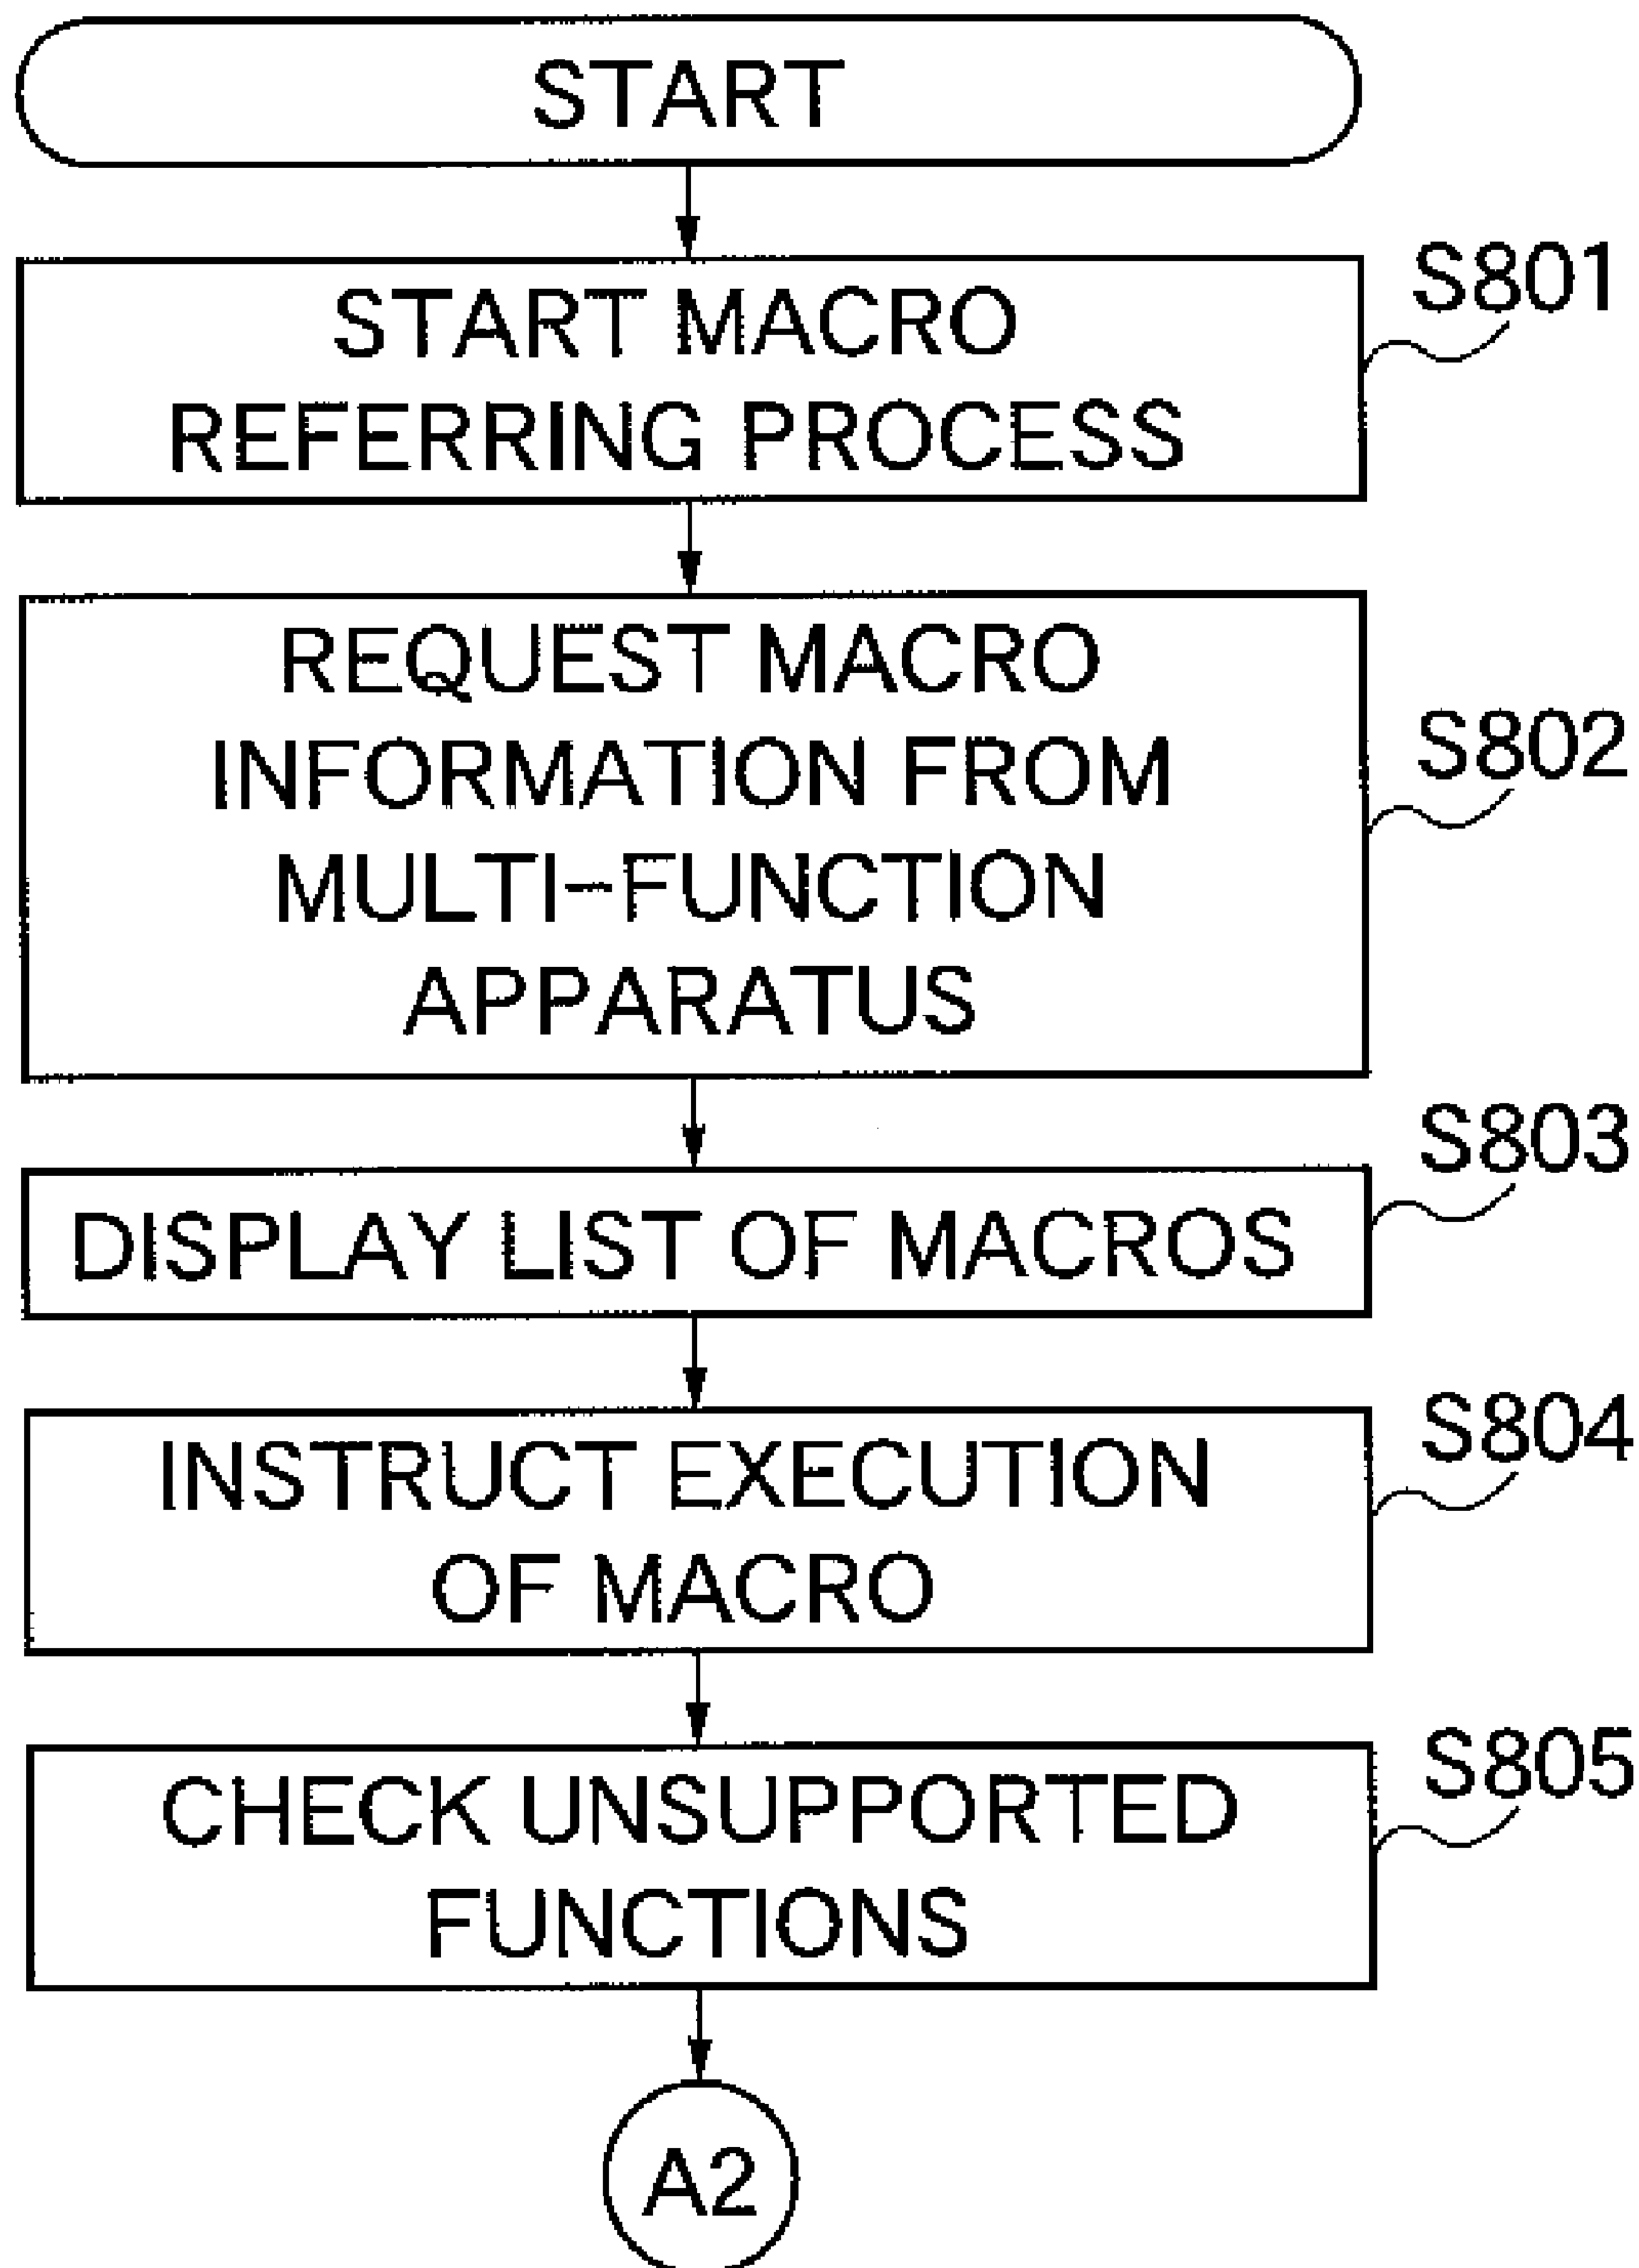 START
S801
START MACRO
REFERRING PROCESS
S802
REQUEST MACRO
INFORMATION FROM
MULTI-FUNCTION
APPARATUS
S803
DISPLAY LIST OF MACROS
S804
INSTRUCT EXECUTION
OF MACRO
S805
CHECK UNSUPPORTED
FUNCTIONS
A2